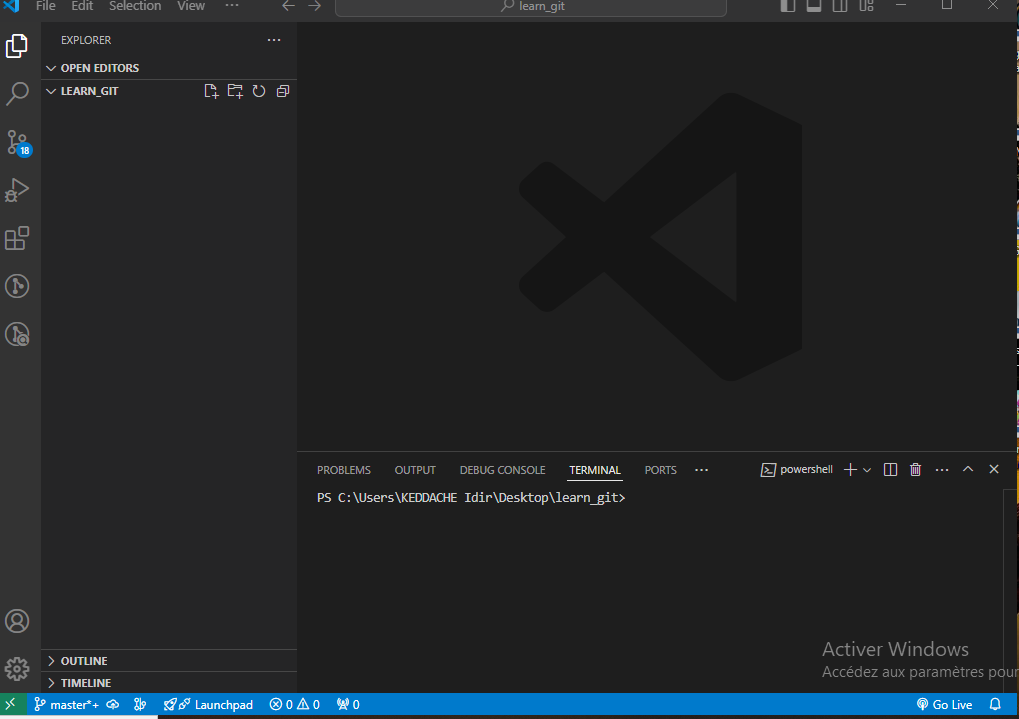 File Edit Selection View ··· learn_git
EXPLORER ···
OPEN EDITORS
LEARN_GIT
18
PROBLEMS OUTPUT DEBUG CONSOLE TERMINAL PORTS ··· powershell ···
PS C:\Users\KEDDACHE Idir\Desktop\learn_git>
Activer Windows
Accédez aux paramètres pour
OUTLINE
TIMELINE
master*+ Launchpad 0 0 0 Go Live